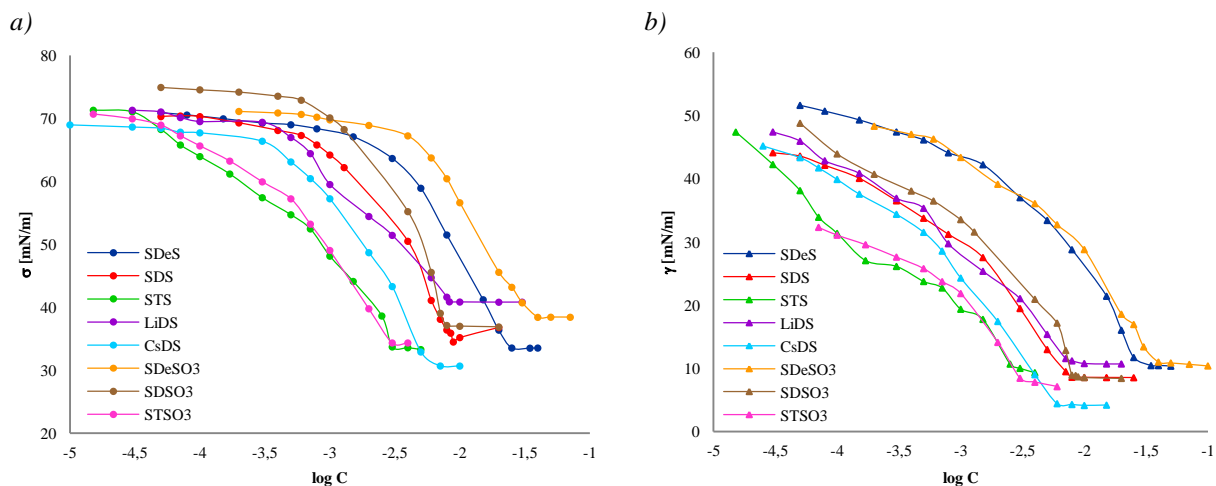 a)
80
70
60
50
40
30
20
σ [mN/m]
SDeS
SDS
STS
LiDS
CsDS
SDeSO3
SDSO3
STSO3
-5
-4,5
-4
-3,5
-3
-2,5
-2
-1,5
-1
log C
b)
60
50
40
30
20
10
0
γ [mN/m]
SDeS
SDS
STS
LiDS
CsDS
SDeSO3
SDSO3
STSO3
-5
-4,5
-4
-3,5
-3
-2,5
-2
-1,5
-1
log C